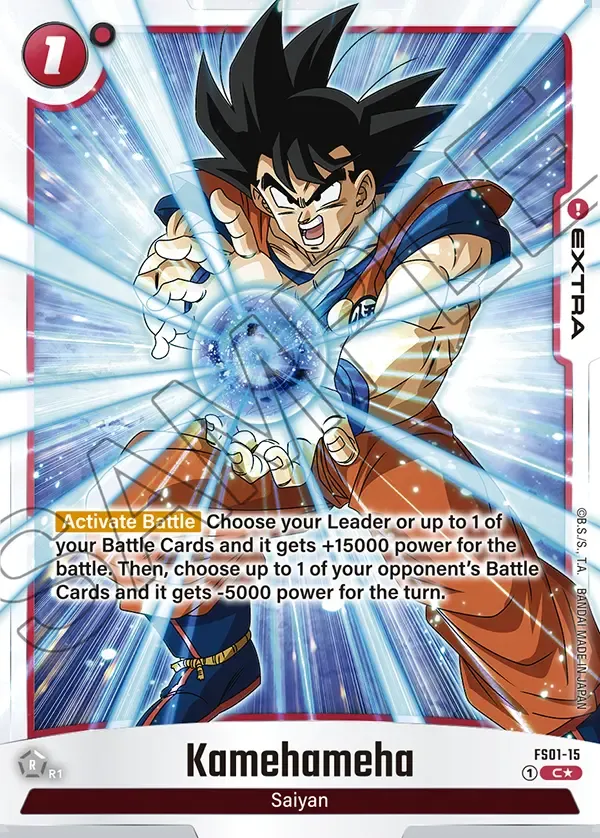 1
! EXTRA
SAMPLE
Activate Battle Choose your Leader or up to 1 of
your Battle Cards and it gets +15000 power for the
battle. Then, choose up to 1 of your opponent's Battle
Cards and it gets -5000 power for the turn.
©B.S./S., T.A. BANDAI MADE IN JAPAN
R R1
Kamehameha
FS01-15
1 C★
Saiyan